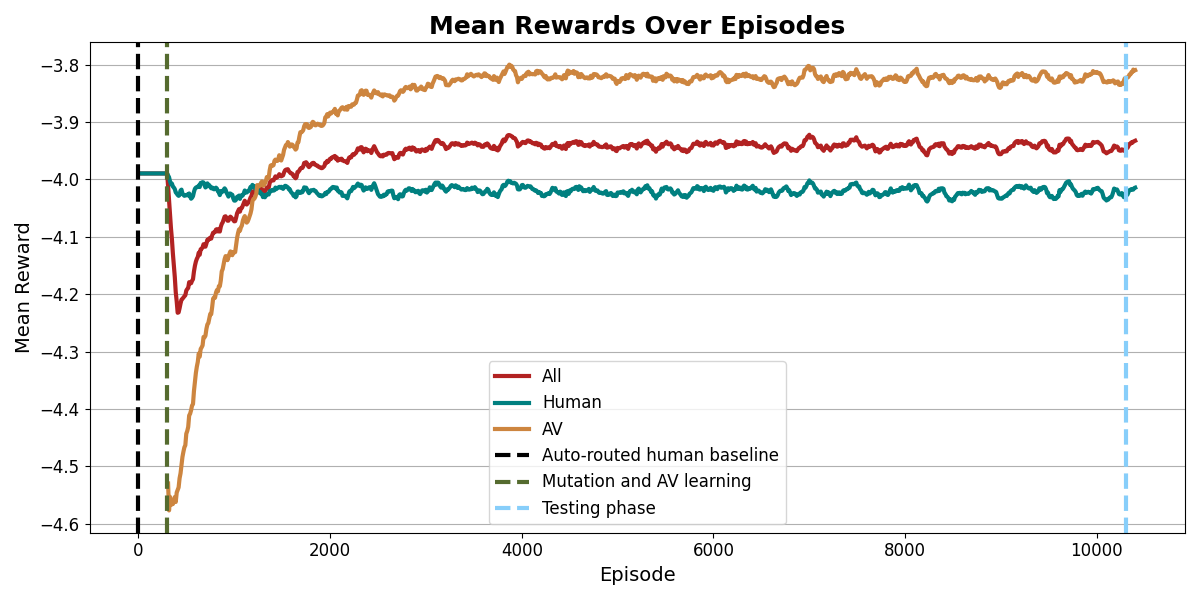 Mean Rewards Over Episodes
Mean Reward
−3.8
−3.9
−4.0
−4.1
−4.2
−4.3
−4.4
−4.5
−4.6
All
Human
AV
Auto-routed human baseline
Mutation and AV learning
Testing phase
0
2000
4000
6000
8000
10000
Episode